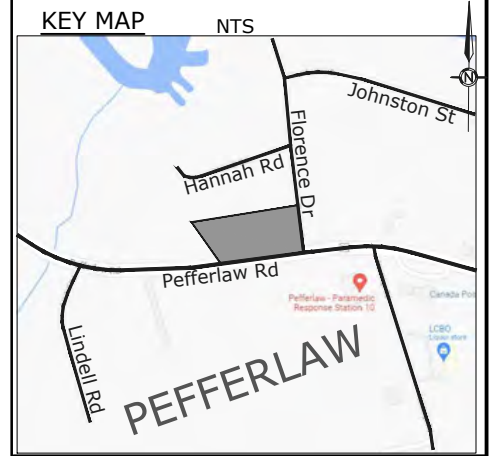 KEY MAP
NTS
N
Johnston St
Florence Dr
Hannah Rd
Pefferlaw Rd
Pefferlaw - Paramedic
Response Station 10
Canada Pos
LCBO
Liquor store
Lindell Rd
PEFFERLAW